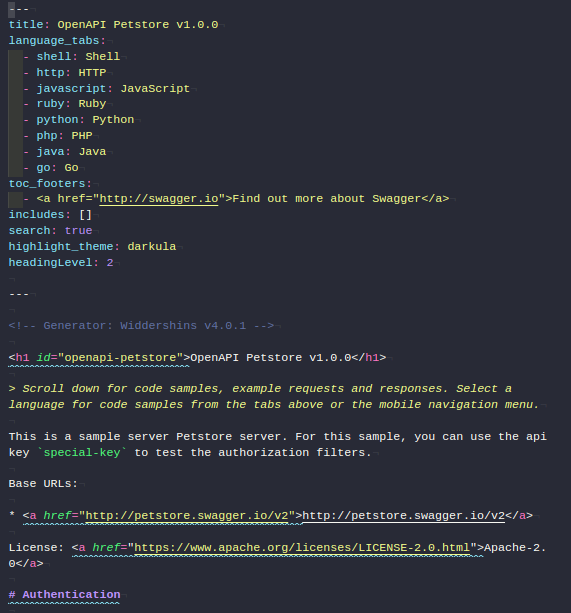 ---
title: OpenAPI Petstore v1.0.0
language_tabs:
  - shell: Shell
  - http: HTTP
  - javascript: JavaScript
  - ruby: Ruby
  - python: Python
  - php: PHP
  - java: Java
  - go: Go
toc_footers:
  - <a href="http://swagger.io">Find out more about Swagger</a>
includes: []
search: true
highlight_theme: darkula
headingLevel: 2

---

<!-- Generator: Widdershins v4.0.1 -->

<h1 id="openapi-petstore">OpenAPI Petstore v1.0.0</h1>

> Scroll down for code samples, example requests and responses. Select a
language for code samples from the tabs above or the mobile navigation menu.

This is a sample server Petstore server. For this sample, you can use the api
key `special-key` to test the authorization filters.

Base URLs:

* <a href="http://petstore.swagger.io/v2">http://petstore.swagger.io/v2</a>

License: <a href="https://www.apache.org/licenses/LICENSE-2.0.html">Apache-2.
0</a>

# Authentication